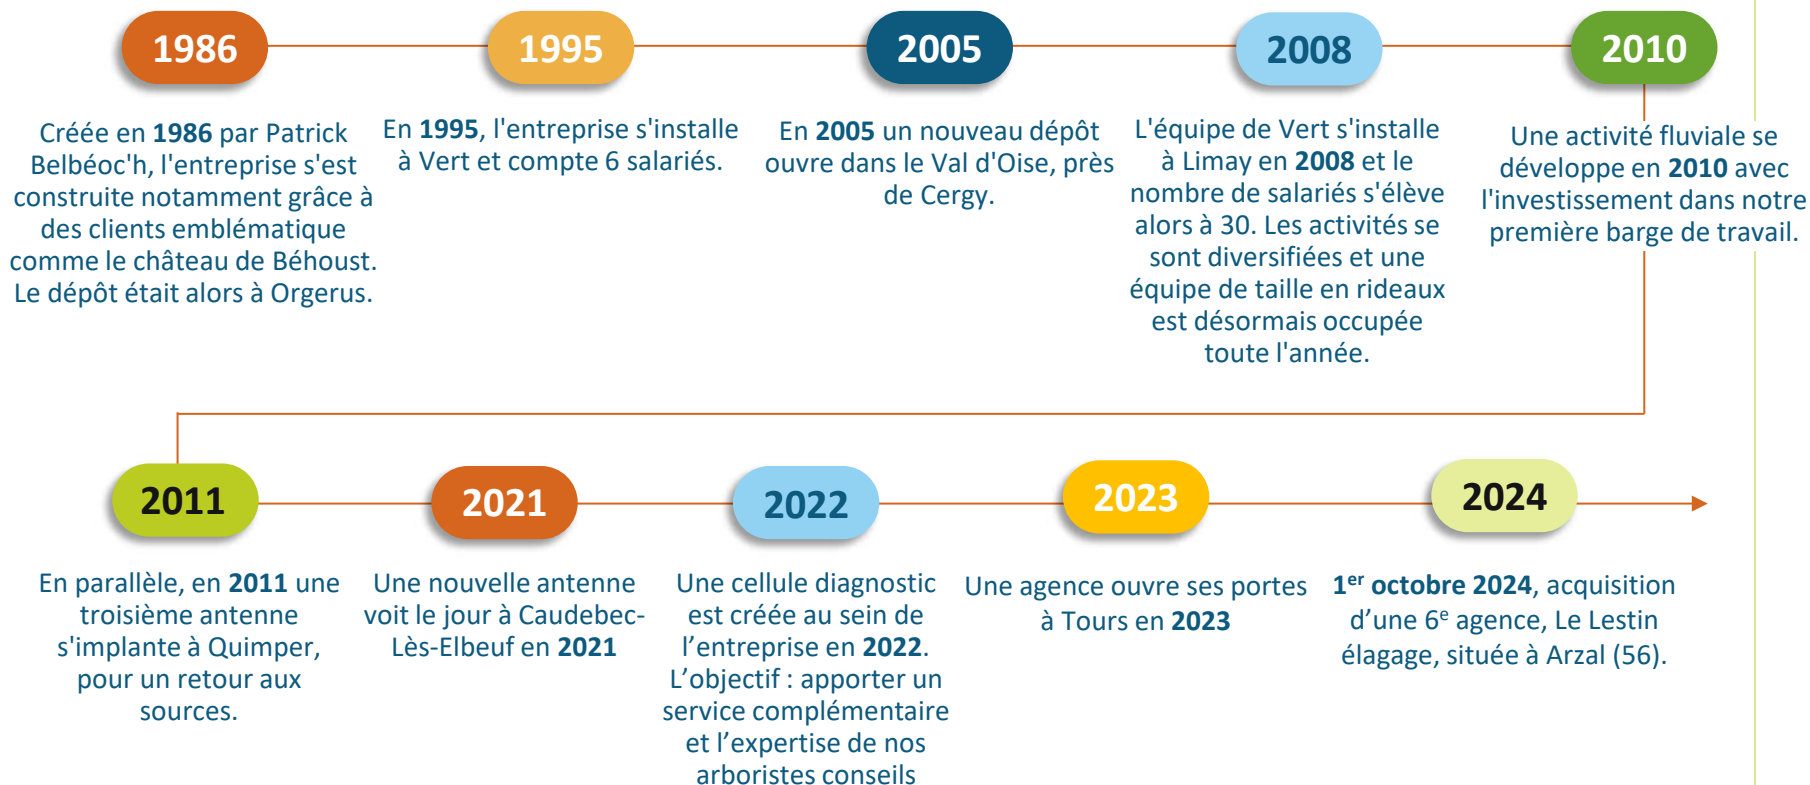 1986
1995
2005
2008
2010
Créée en 1986 par Patrick
Belbéoc'h, l'entreprise s'est
construite notamment grâce à
des clients emblématique
comme le château de Béhoust.
Le dépôt était alors à Orgerus.
En 1995, l'entreprise s'installe
à Vert et compte 6 salariés.
En 2005 un nouveau dépôt
ouvre dans le Val d'Oise, près
de Cergy.
L'équipe de Vert s'installe
à Limay en 2008 et le
nombre de salariés s'élève
alors à 30. Les activités se
sont diversifiées et une
équipe de taille en rideaux
est désormais occupée
toute l'année.
Une activité fluviale se
développe en 2010 avec
l'investissement dans notre
première barge de travail.
2011
2021
2022
2023
2024
En parallèle, en 2011 une
troisième antenne
s'implante à Quimper,
pour un retour aux
sources.
Une nouvelle antenne
voit le jour à Caudebec-
Lès-Elbeuf en 2021
Une cellule diagnostic
est créée au sein de
l’entreprise en 2022.
L’objectif : apporter un
service complémentaire
et l’expertise de nos
arboristes conseils
Une agence ouvre ses portes
à Tours en 2023
1er octobre 2024, acquisition
d’une 6e agence, Le Lestin
élagage, située à Arzal (56).